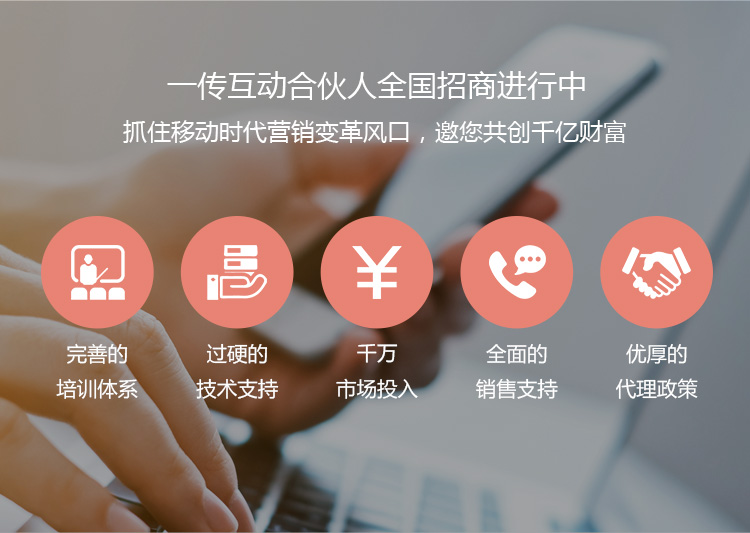 一传互动合伙人全国招商进行中
抓住移动时代营销变革风口，邀您共创千亿财富
完善的
培训体系
过硬的
技术支持
千万
市场投入
全面的
销售支持
优厚的
代理政策